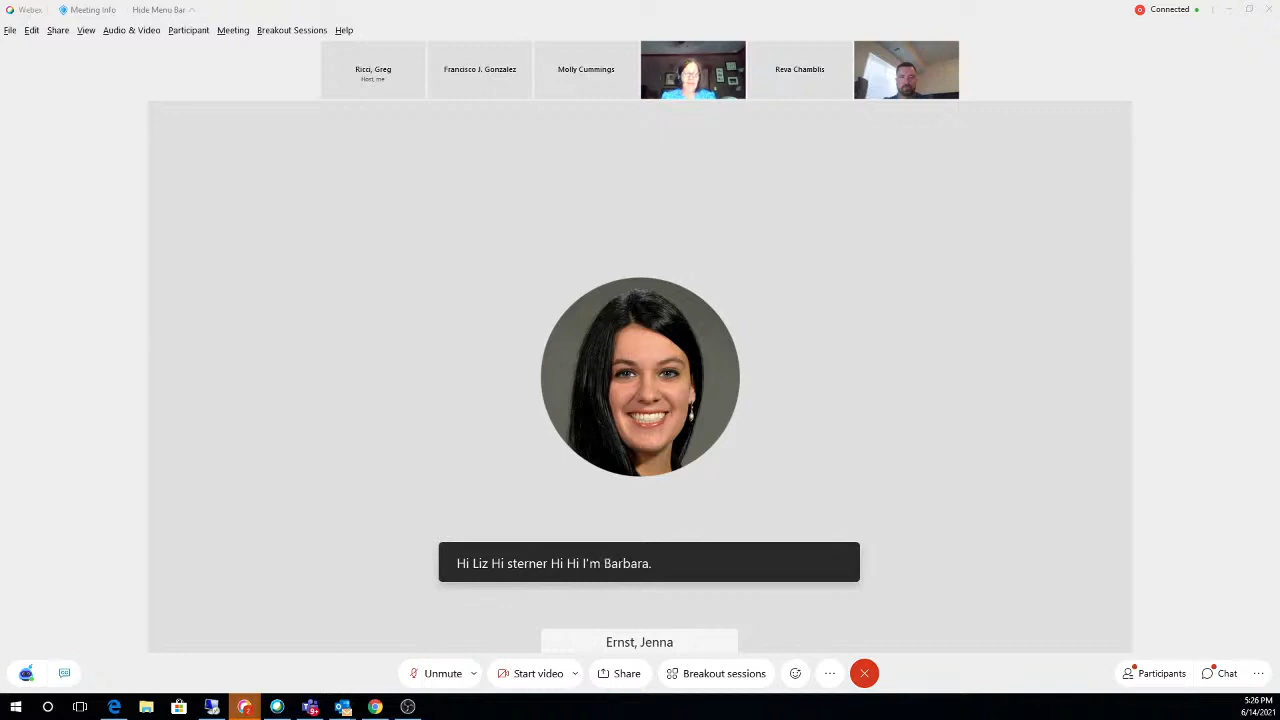 Webex Meeting Info Hide Menu Bar Connected
File Edit Share View Audio & Video Participant Meeting Breakout Sessions Help
Ricci, Greg
Host, me
Francisco J. Gonzalez
Molly Cummings
Reva Chamblis
Hi Liz Hi sterner Hi Hi I'm Barbara.
Ernst, Jenna
Unmute Start video Share Breakout sessions Participants Chat
5:26 PM
6/14/2021